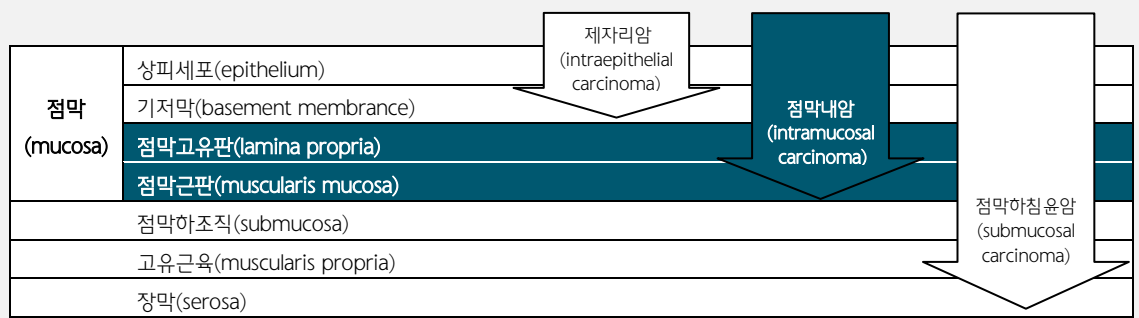 제자리암
(intraepithelial
carcinoma)
점막내암
(intramucosal
carcinoma)
점막하침윤암
(submucosal
carcinoma)
점막
(mucosa)
상피세포(epithelium)
기저막(basement membrance)
점막고유판(lamina propria)
점막근판(muscularis mucosa)
점막하조직(submucosa)
고유근육(muscularis propria)
장막(serosa)